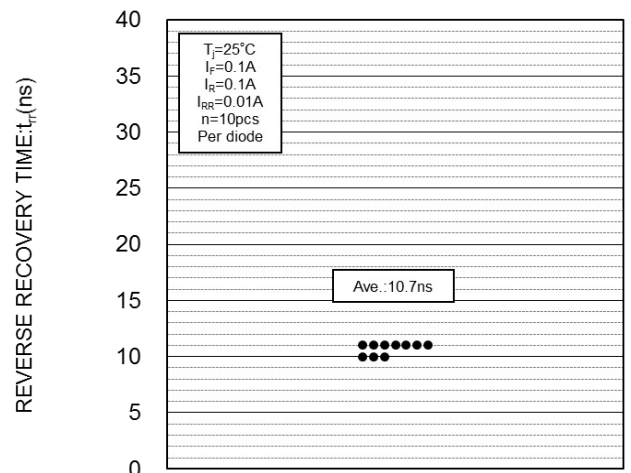 REVERSE RECOVERY TIME:trr(ns)
40
35
30
25
20
15
10
5
0
Tj=25°C
IF=0.1A
IR=0.1A
IRR=0.01A
n=10pcs
Per diode
Ave.:10.7ns